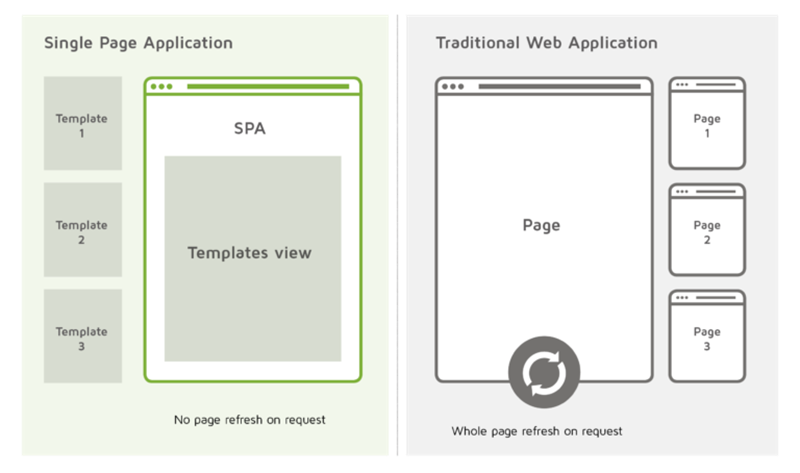 Single Page Application
Template
1
Template
2
Template
3
SPA
Templates view
No page refresh on request
Traditional Web Application
Page
Page
1
Page
2
Page
3
Whole page refresh on request